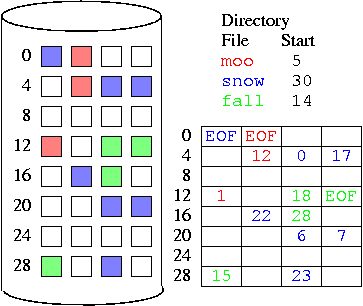 Directory
File Start
moo 5
snow 30
fall 14
0
4
8
12
16
20
24
28
0 EOF EOF
4 12 0 17
8
12 1 18 EOF
16 22 28
20 6 7
24
28 15 23